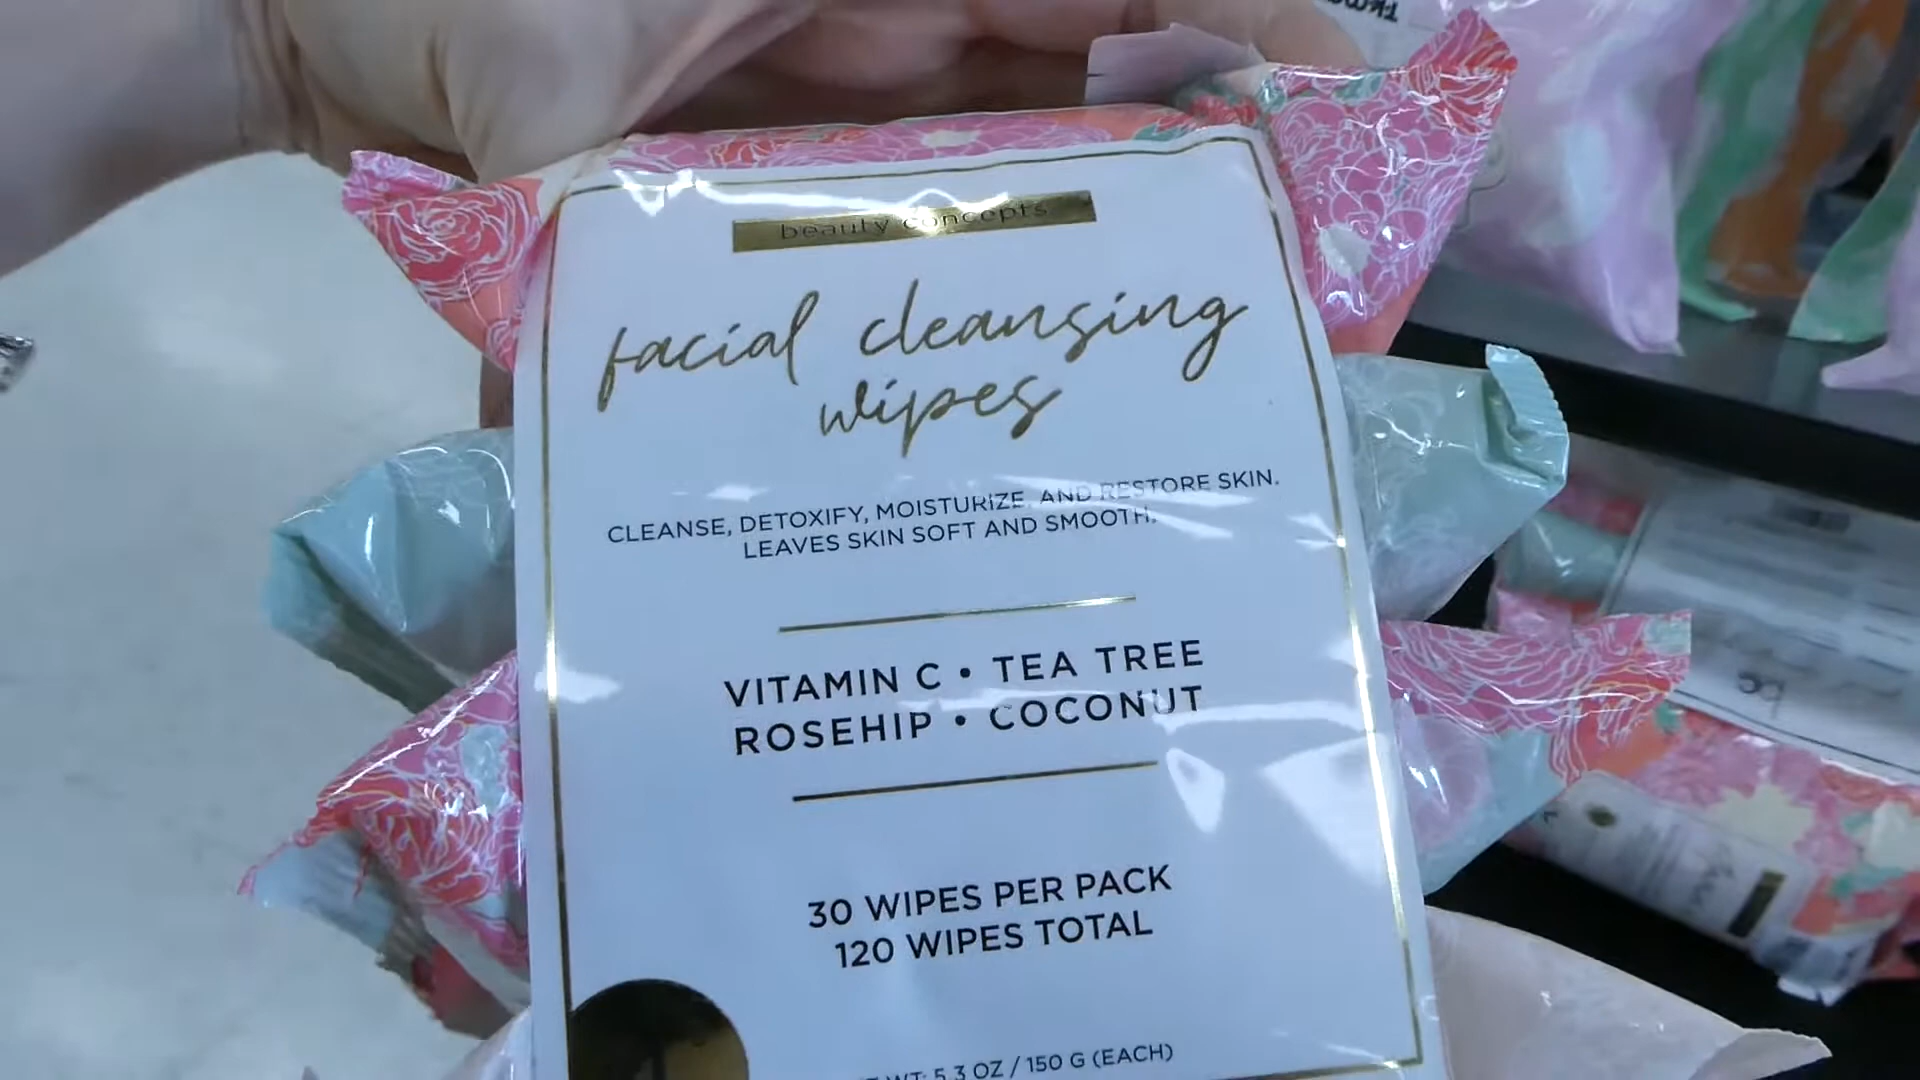 beauty concepts
facial cleansing
wipes
CLEANSE, DETOXIFY, MOISTURIZE, AND RESTORE SKIN.
LEAVES SKIN SOFT AND SMOOTH.
VITAMIN C • TEA TREE
ROSEHIP • COCONUT
30 WIPES PER PACK
120 WIPES TOTAL
WT: 5.3 OZ / 150 G (EACH)